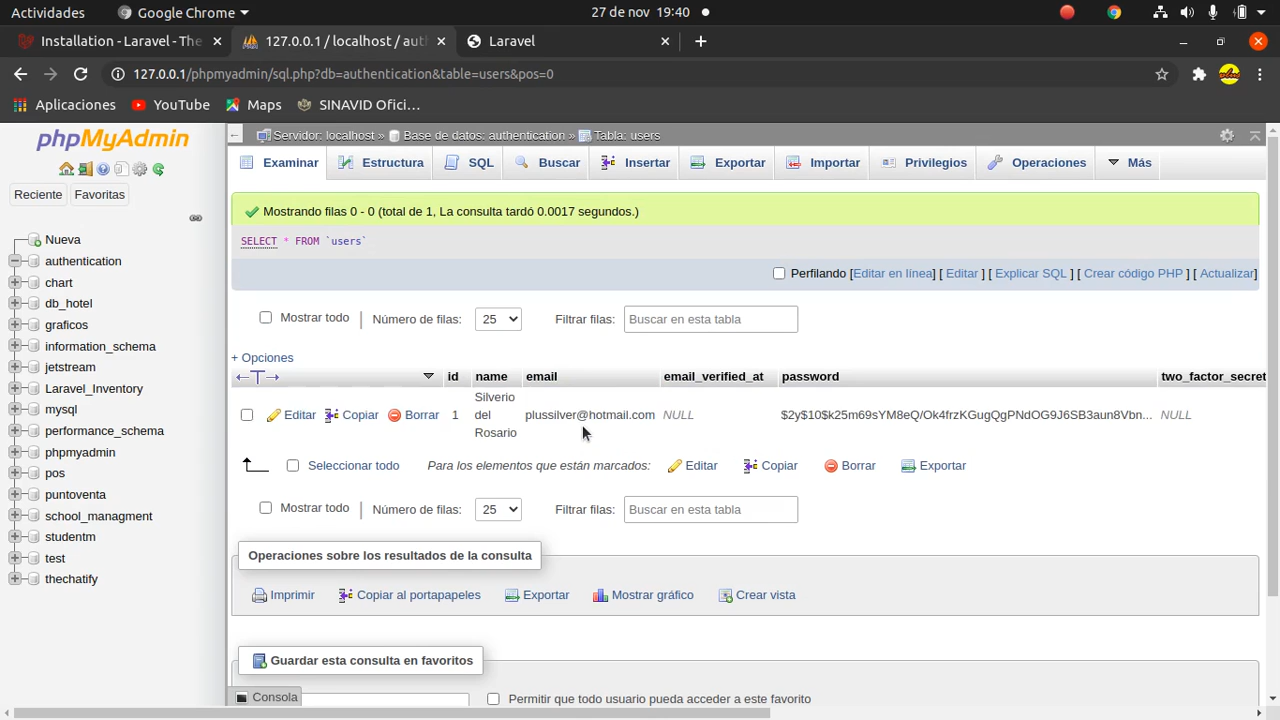 Actividades
Google Chrome
27 de nov 19:40
Installation - Laravel - The
127.0.0.1 / localhost / aut
Laravel
127.0.0.1/phpmyadmin/sql.php?db=authentication&table=users&pos=0
Aplicaciones
YouTube
Maps
SINAVID Ofici...
phpMyAdmin
Reciente
Favoritas
Nueva
authentication
chart
db_hotel
graficos
information_schema
jetstream
Laravel_Inventory
mysql
performance_schema
phpmyadmin
pos
puntoventa
school_managment
studentm
test
thechatify
Servidor: localhost » Base de datos: authentication » Tabla: users
Examinar Estructura SQL Buscar Insertar Exportar Importar Privilegios Operaciones Más
Mostrando filas 0 - 0 (total de 1, La consulta tardó 0.0017 segundos.)
SELECT * FROM `users`
Perfilando [Editar en línea] [ Editar ] [ Explicar SQL ] [ Crear código PHP ] [ Actualizar]
Mostrar todo | Número de filas: 25 Filtrar filas: Buscar en esta tabla
+ Opciones
id name email email_verified_at password two_factor_secret
Editar Copiar Borrar 1 Silverio del Rosario plussilver@hotmail.com NULL $2y$10$k25m69sYM8eQ/Ok4frzKGugQgPNdOG9J6SB3aun8Vbn... NULL
Seleccionar todo Para los elementos que están marcados: Editar Copiar Borrar Exportar
Mostrar todo | Número de filas: 25 Filtrar filas: Buscar en esta tabla
Operaciones sobre los resultados de la consulta
Imprimir Copiar al portapapeles Exportar Mostrar gráfico Crear vista
Guardar esta consulta en favoritos
Consola
Permitir que todo usuario pueda acceder a este favorito